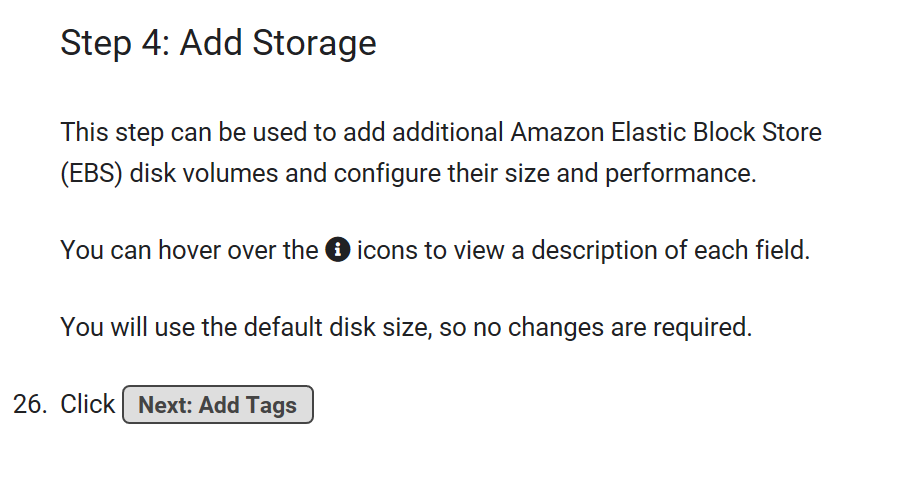 Step 4: Add Storage
This step can be used to add additional Amazon Elastic Block Store
(EBS) disk volumes and configure their size and performance.
You can hover over the icons to view a description of each field.
You will use the default disk size, so no changes are required.
26. Click Next: Add Tags